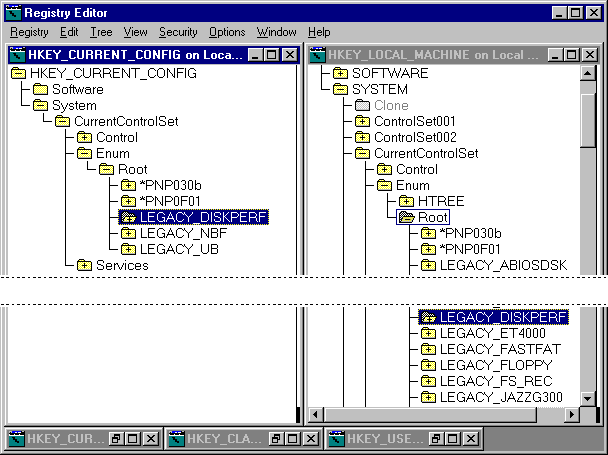 Registry Editor
Registry Edit Tree View Security Options Window Help
HKEY_CURRENT_CONFIG on Loca...
HKEY_CURRENT_CONFIG
Software
System
CurrentControlSet
Control
Enum
Root
*PNP030b
*PNP0F01
LEGACY_DISKPERF
LEGACY_NBF
LEGACY_UB
Services
HKEY_LOCAL_MACHINE on Local ...
SOFTWARE
SYSTEM
Clone
ControlSet001
ControlSet002
CurrentControlSet
Control
Enum
HTREE
Root
*PNP030b
*PNP0F01
LEGACY_ABIOSDSK
LEGACY_DISKPERF
LEGACY_ET4000
LEGACY_FASTFAT
LEGACY_FLOPPY
LEGACY_FS_REC
LEGACY_JAZZG300
HKEY_CUR...
HKEY_CLA...
HKEY_USE...